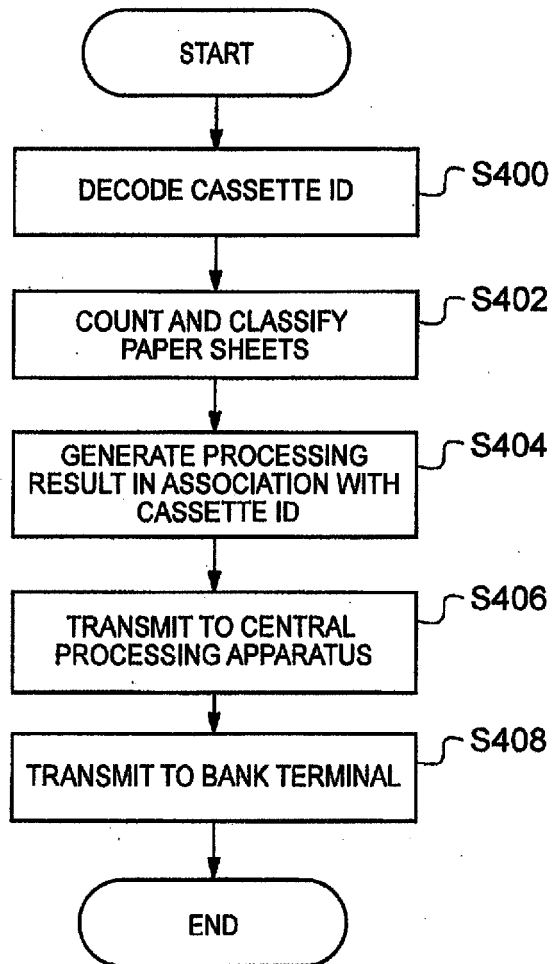 START
DECODE CASSETTE ID
S400
COUNT AND CLASSIFY
PAPER SHEETS
S402
GENERATE PROCESSING
RESULT IN ASSOCIATION WITH
CASSETTE ID
S404
TRANSMIT TO CENTRAL
PROCESSING APPARATUS
S406
TRANSMIT TO BANK TERMINAL
S408
END